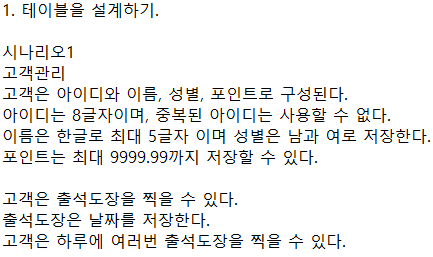 1. 테이블을 설계하기.
시나리오1
고객관리
고객은 아이디와 이름, 성별, 포인트로 구성된다.
아이디는 8글자이며, 중복된 아이디는 사용할 수 없다.
이름은 한글로 최대 5글자 이며 성별은 남과 여로 저장한다.
포인트는 최대 9999.99까지 저장할 수 있다.
고객은 출석도장을 찍을 수 있다.
출석도장은 날짜를 저장한다.
고객은 하루에 여러번 출석도장을 찍을 수 있다.